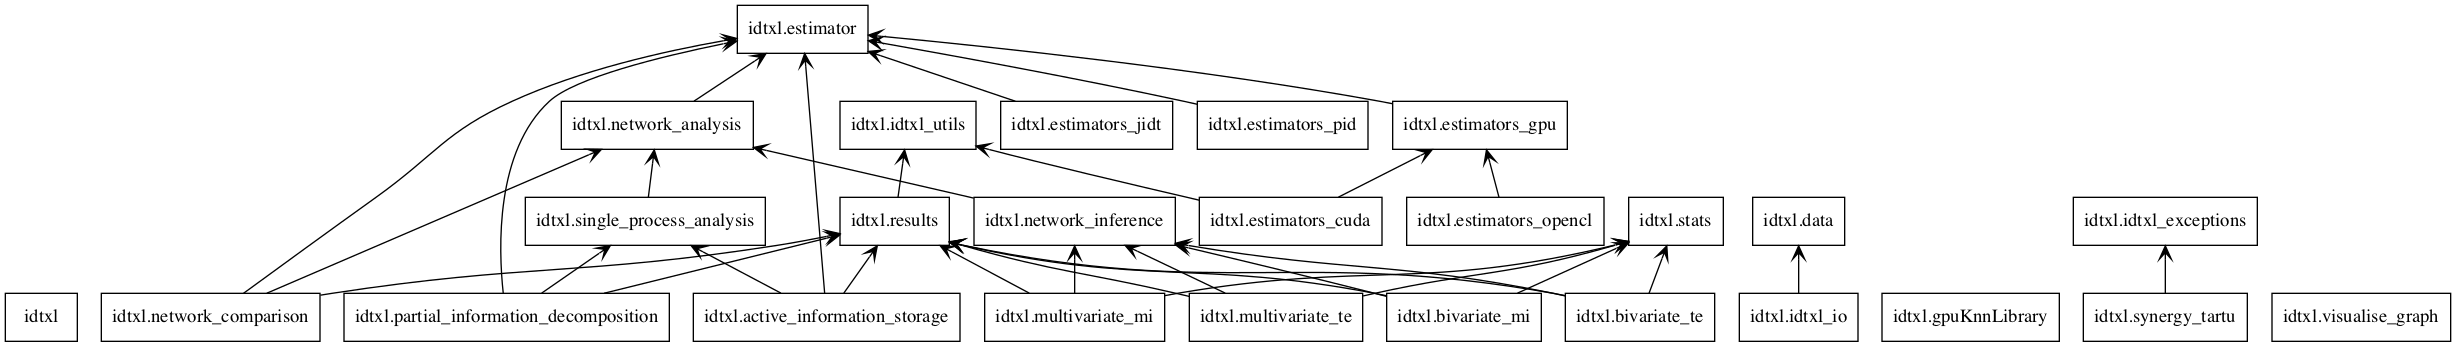 idtxl.estimator
idtxl.network_analysis
idtxl.idtxl_utils
idtxl.estimators_jidt
idtxl.estimators_pid
idtxl.estimators_gpu
idtxl.single_process_analysis
idtxl.results
idtxl.network_inference
idtxl.estimators_cuda
idtxl.estimators_opencl
idtxl.stats
idtxl.data
idtxl.idtxl_exceptions
idtxl
idtxl.network_comparison
idtxl.partial_information_decomposition
idtxl.active_information_storage
idtxl.multivariate_mi
idtxl.multivariate_te
idtxl.bivariate_mi
idtxl.bivariate_te
idtxl.idtxl_io
idtxl.gpuKnnLibrary
idtxl.synergy_tartu
idtxl.visualise_graph